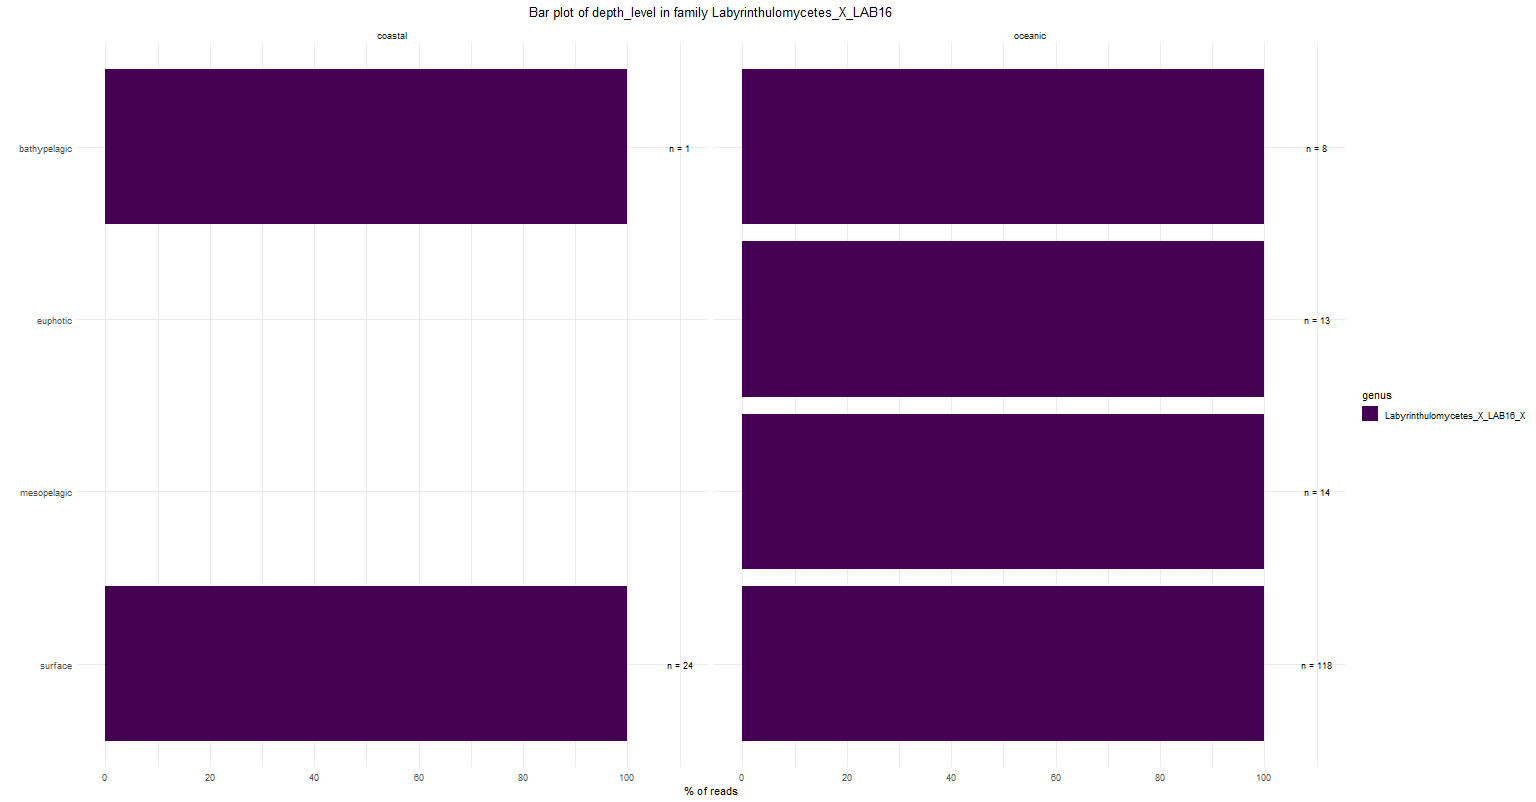 Bar plot of depth_level in family Labyrinthulomycetes_X_LAB16
coastal
oceanic
bathypelagic
n = 1
n = 8
euphotic
n = 13
genus
Labyrinthulomycetes_X_LAB16_X
mesopelagic
n = 14
surface
n = 24
n = 118
0 20 40 60 80 100
0 20 40 60 80 100
% of reads